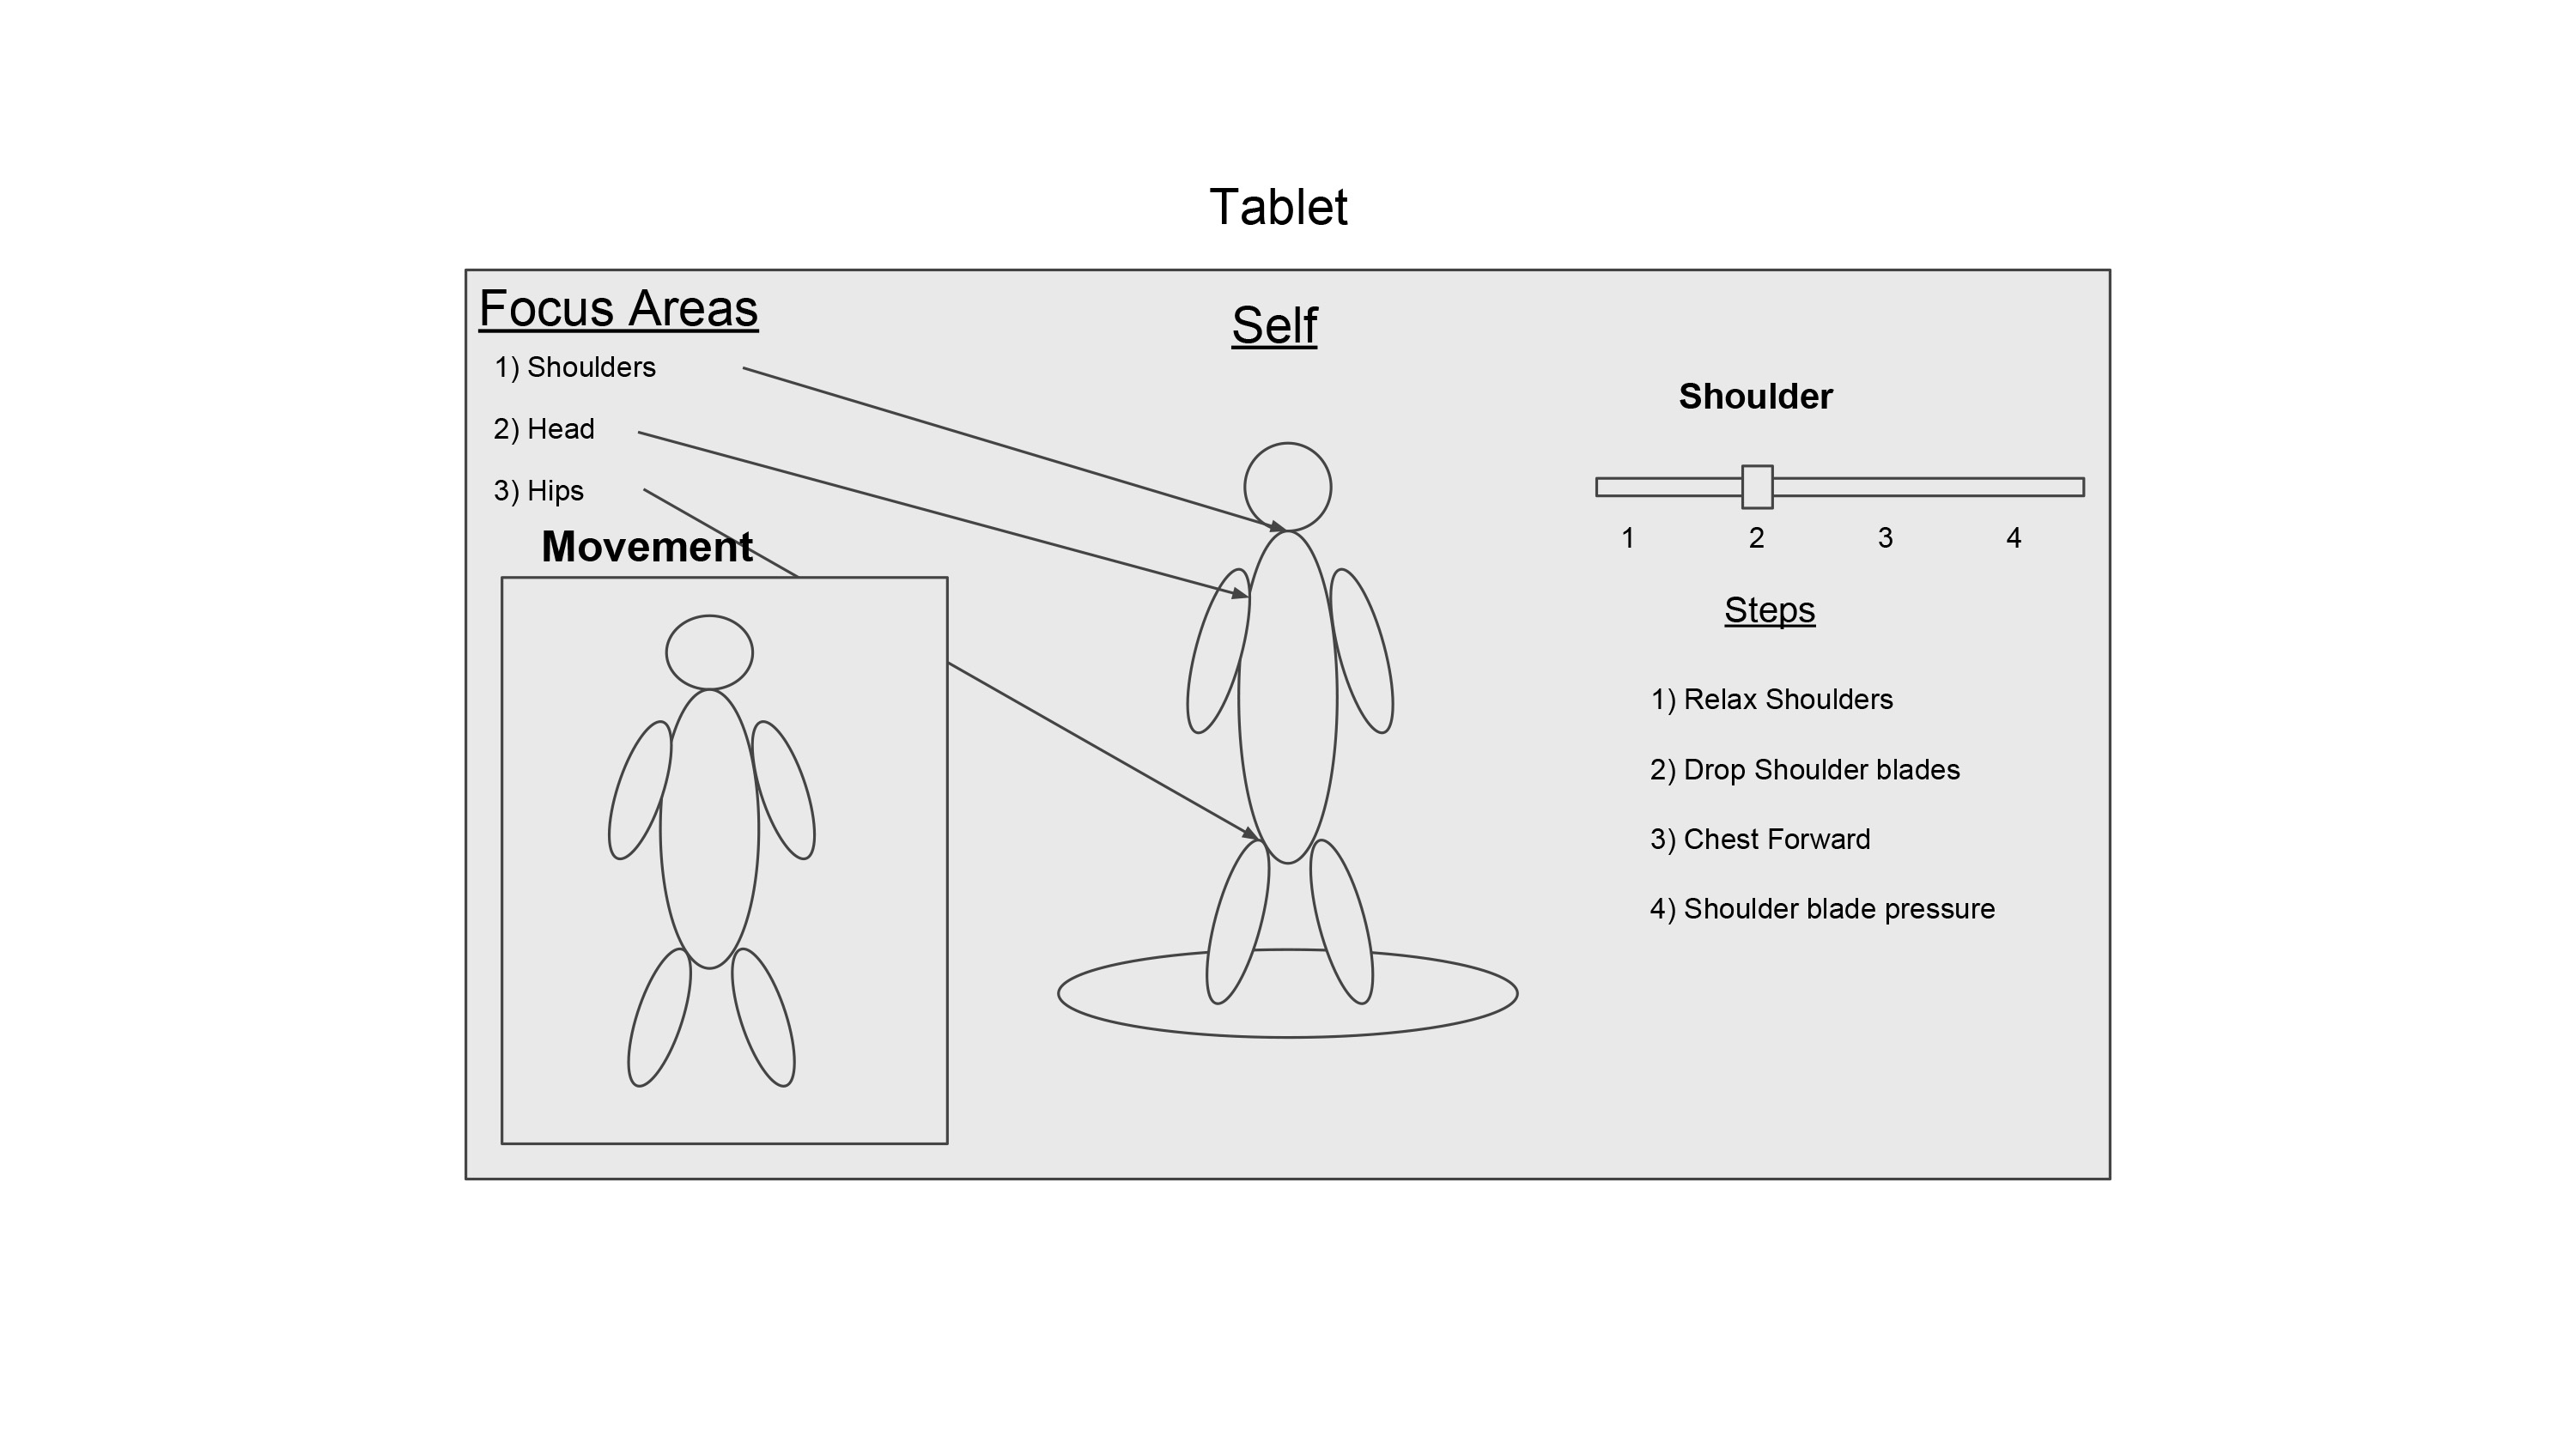 Tablet
Focus Areas
1) Shoulders
2) Head
3) Hips
Movement
Self
Shoulder
1 2 3 4
Steps
1) Relax Shoulders
2) Drop Shoulder blades
3) Chest Forward
4) Shoulder blade pressure